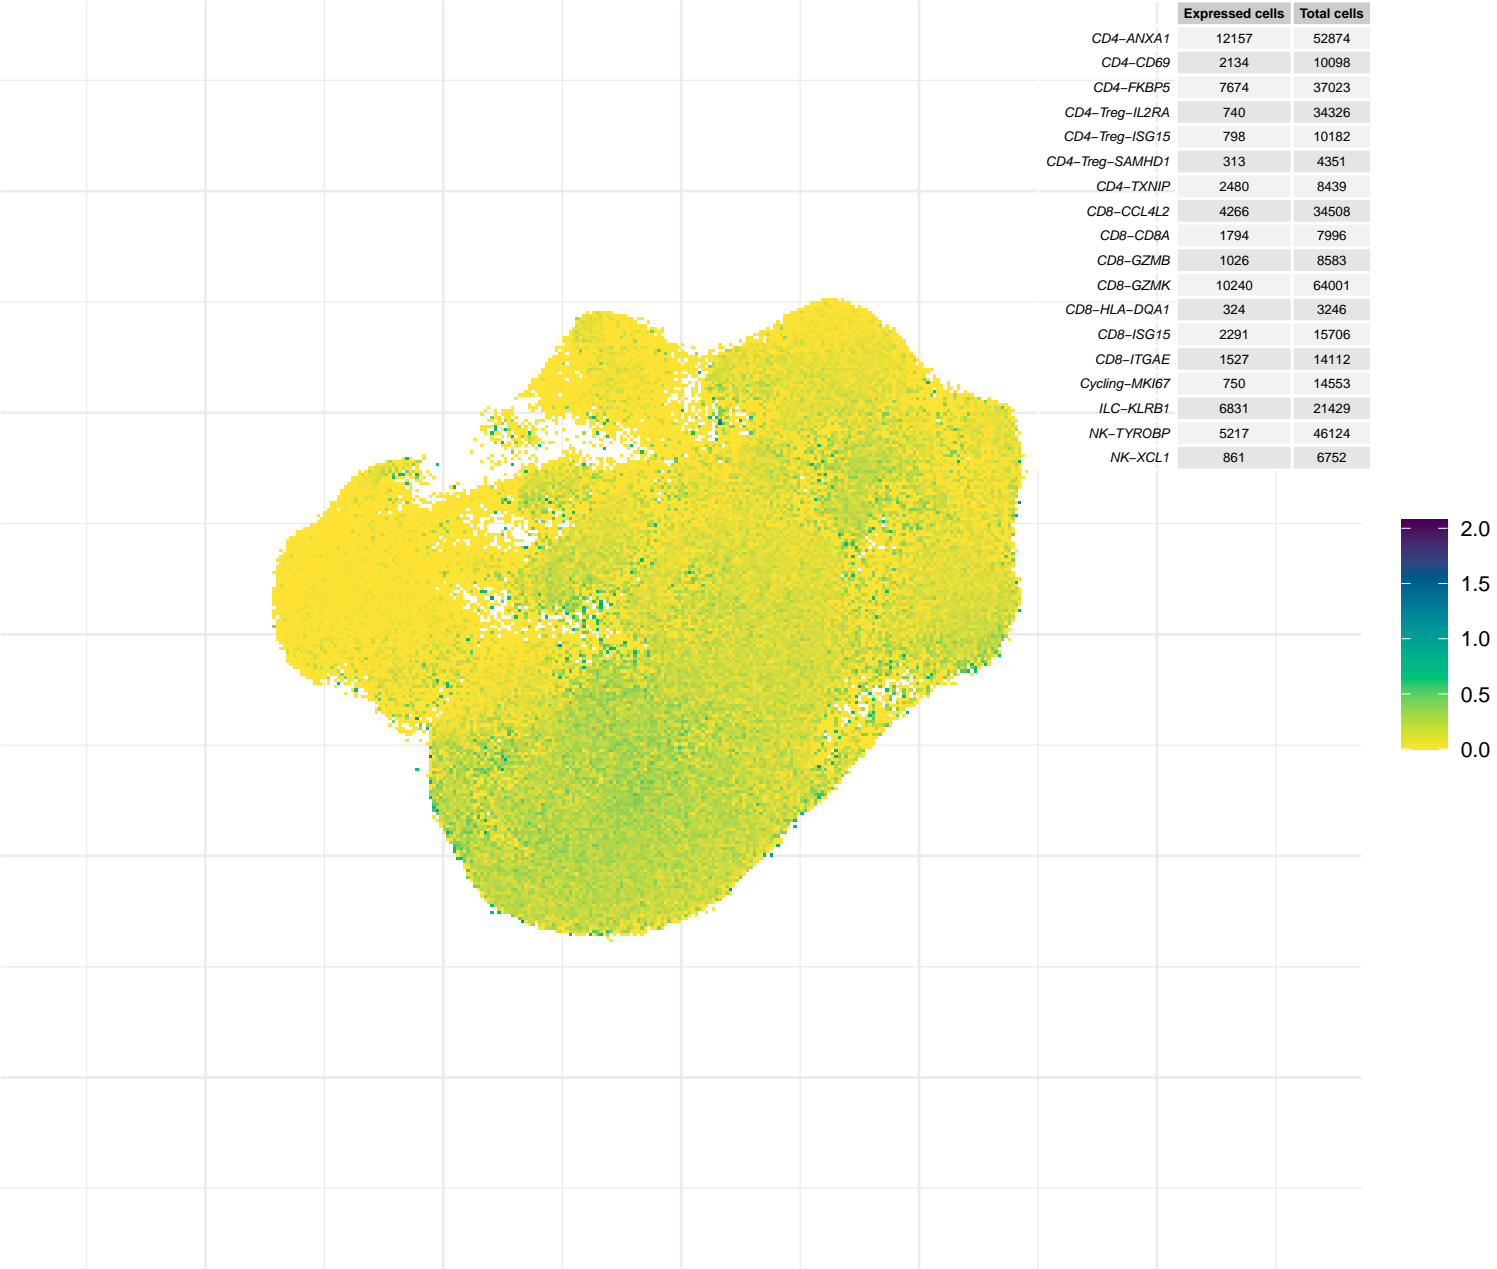 Expressed cells Total cells
CD4−ANXA1 12157 52874
CD4−CD69 2134 10098
CD4−FKBP5 7674 37023
CD4−Treg−IL2RA 740 34326
CD4−Treg−ISG15 798 10182
CD4−Treg−SAMHD1 313 4351
CD4−TXNIP 2480 8439
CD8−CCL4L2 4266 34508
CD8−CD8A 1794 7996
CD8−GZMB 1026 8583
CD8−GZMK 10240 64001
CD8−HLA−DQA1 324 3246
CD8−ISG15 2291 15706
CD8−ITGAE 1527 14112
Cycling−MKI67 750 14553
ILC−KLRB1 6831 21429
NK−TYROBP 5217 46124
NK−XCL1 861 6752
2.0
1.5
1.0
0.5
0.0